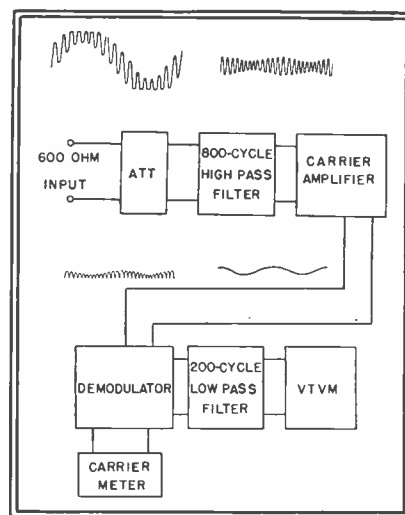 600 OHM
INPUT
ATT
800-CYCLE
HIGH PASS
FILTER
CARRIER
AMPLIFIER
DEMODULATOR
200-CYCLE
LOW PASS
FILTER
VTVM
CARRIER
METER